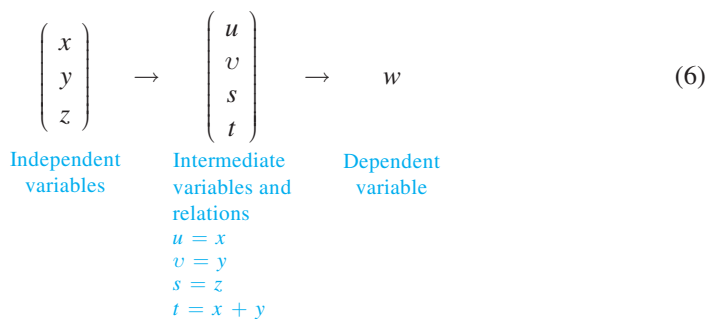 ( x y z ) → ( u υ s t ) → w (6)
Independent variables
Intermediate variables and relations
u = x
υ = y
s = z
t = x + y
Dependent variable